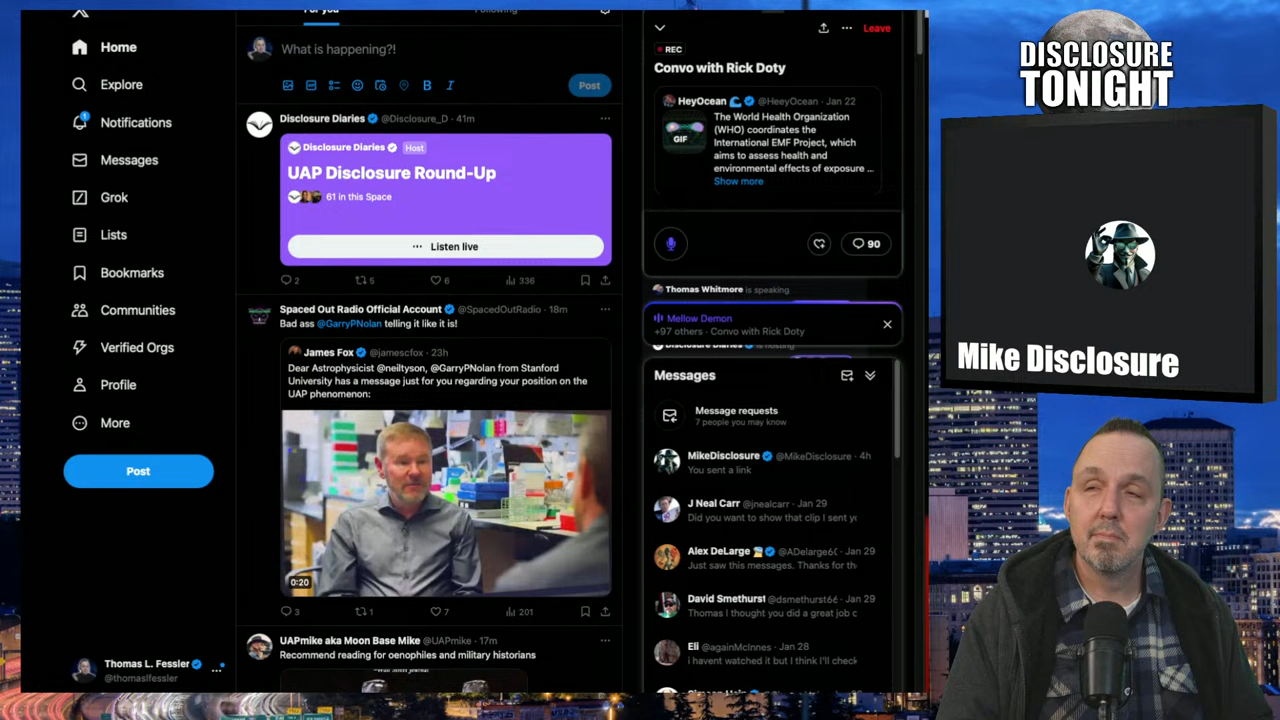 For you
Following
Home
Explore
Notifications
Messages
Grok
Lists
Bookmarks
Communities
Verified Orgs
Profile
More
Post
Thomas L. Fessler
@thomaslfessler
What is happening?!
Post
Disclosure Diaries @Disclosure_D · 41m
Disclosure Diaries Host
UAP Disclosure Round-Up
61 in this Space
Listen live
2 5 6 336
Spaced Out Radio Official Account @SpacedOutRadio · 18m
Bad ass @GarryPNolan telling it like it is!
James Fox @jamescfox · 23h
Dear Astrophysicist @neiltyson, @GarryPNolan from Stanford
University has a message just for you regarding your position on the
UAP phenomenon:
0:20
3 1 7 201
UAPmike aka Moon Base Mike @UAPmike · 17m
Recommend reading for oenophiles and military historians
Leave
REC
Convo with Rick Doty
HeyOcean @HeeyOcean · Jan 22
GIF
The World Health Organization
(WHO) coordinates the
International EMF Project, which
aims to assess health and
environmental effects of exposure ...
Show more
90
Thomas Whitmore is speaking
Mellow Demon
+97 others · Convo with Rick Doty
Disclosure Diaries is hosting
Messages
Message requests
7 people you may know
MikeDisclosure @MikeDisclosure · 4h
You sent a link
J Neal Carr @jnealcarr · Jan 29
Did you want to show that clip I sent yo
Alex DeLarge @ADelarge6( · Jan 29
Just saw this messages. Thanks for th
David Smethurst @dsmethurst66 · Jan 29
Thomas I thought you did a great job c
Eli @againMcInnes · Jan 28
i havent watched it but I think I'll check
DISCLOSURE
TONIGHT
Mike Disclosure